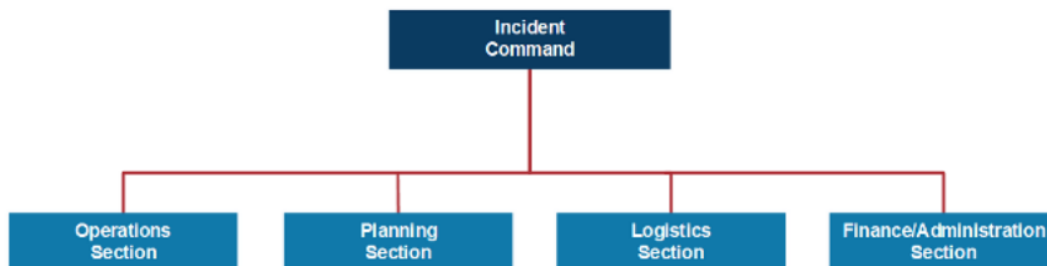 Incident
Command
Operations
Section
Planning
Section
Logistics
Section
Finance/Administration
Section